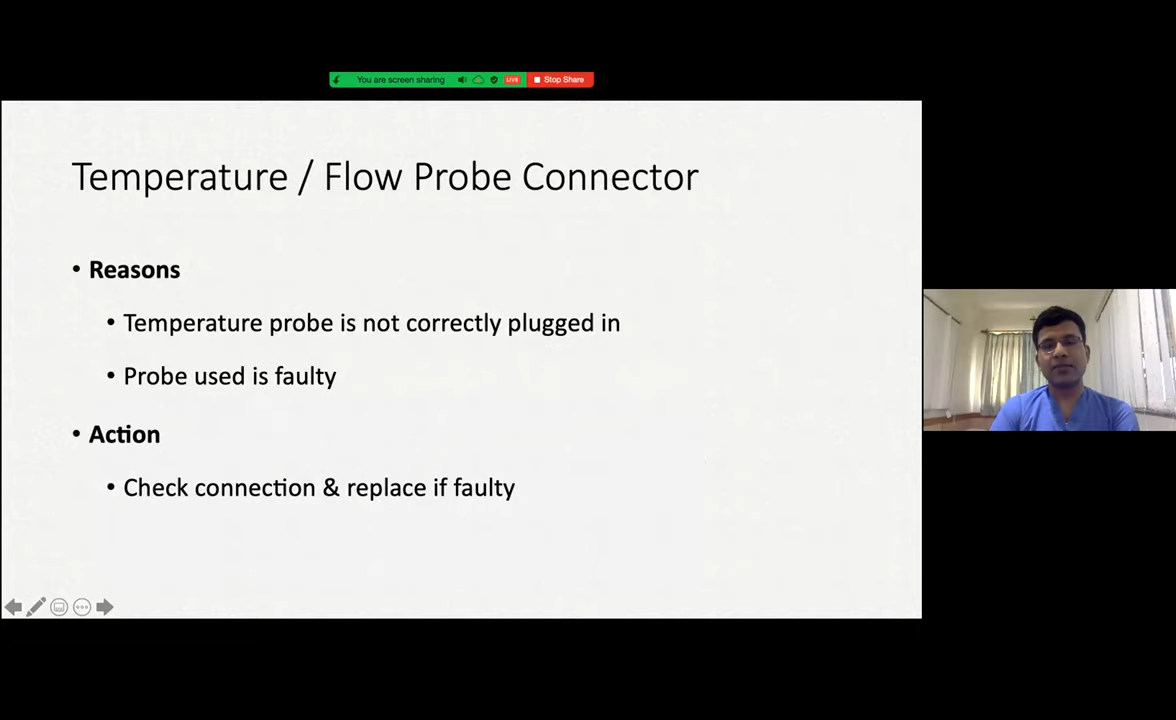 You are screen sharing LIVE Stop Share
Temperature / Flow Probe Connector
• Reasons
• Temperature probe is not correctly plugged in
• Probe used is faulty
• Action
• Check connection & replace if faulty